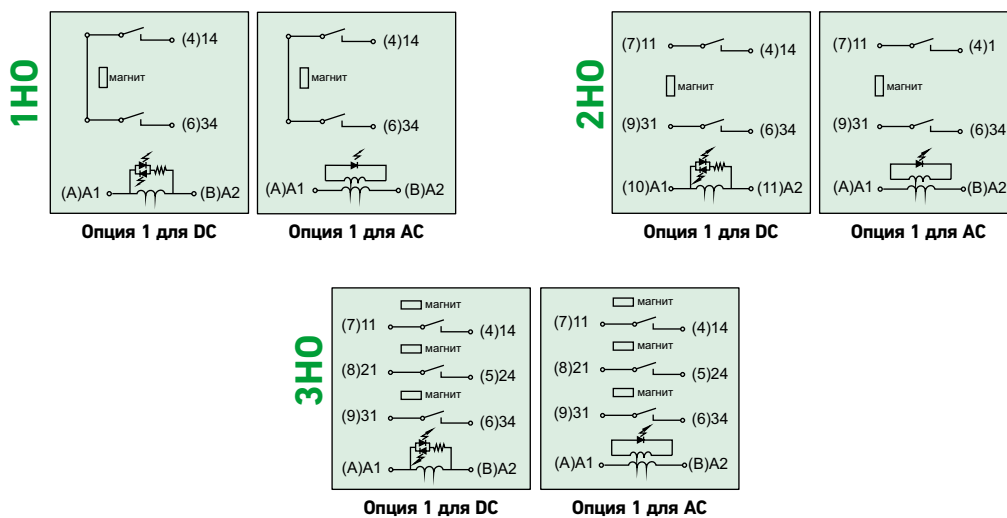 1НО
(4)14
магнит
(6)34
(A)A1
(B)A2
Опция 1 для DC
(4)14
магнит
(6)34
(A)A1
(B)A2
Опция 1 для AC
2НО
(7)11
(4)14
магнит
(9)31
(6)34
(10)A1
(11)A2
Опция 1 для DC
(7)11
(4)1
магнит
(9)31
(6)34
(A)A1
(B)A2
Опция 1 для AC
3НО
магнит
(7)11
(4)14
магнит
(8)21
(5)24
магнит
(9)31
(6)34
(A)A1
(B)A2
Опция 1 для DC
магнит
(7)11
(4)14
магнит
(8)21
(5)24
магнит
(9)31
(6)34
(A)A1
(B)A2
Опция 1 для AC